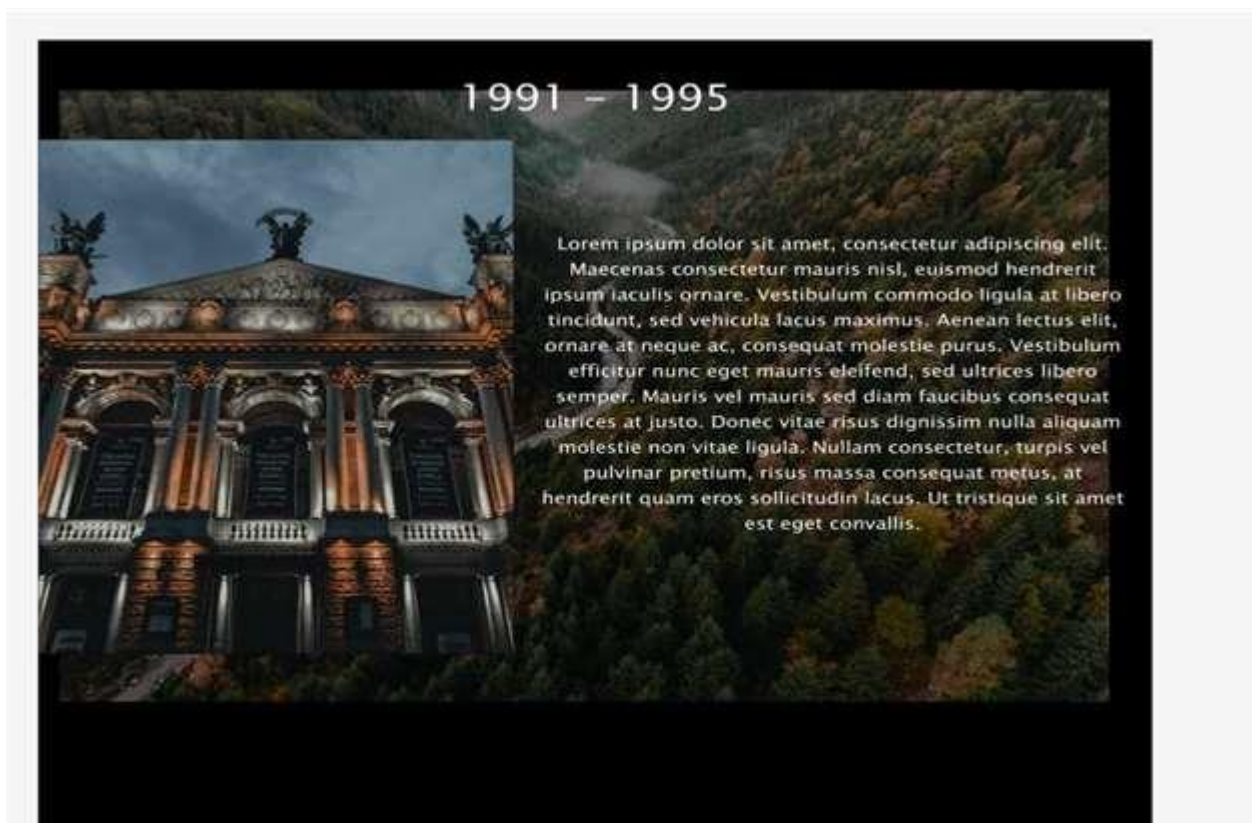 1991 – 1995
Lorem ipsum dolor sit amet, consectetur adipiscing elit.
Maecenas consectetur mauris nisl, euismod hendrerit
ipsum iaculis ornare. Vestibulum commodo ligula at libero
tincidunt, sed vehicula lacus maximus. Aenean lectus elit,
ornare at neque ac, consequat molestie purus. Vestibulum
efficitur nunc eget mauris eleifend, sed ultrices libero
semper. Mauris vel mauris sed diam faucibus consequat
ultrices at justo. Donec vitae risus dignissim nulla aliquam
molestie non vitae ligula. Nullam consectetur, turpis vel
pulvinar pretium, risus massa consequat metus, at
hendrerit quam eros sollicitudin lacus. Ut tristique sit amet
est eget convallis.